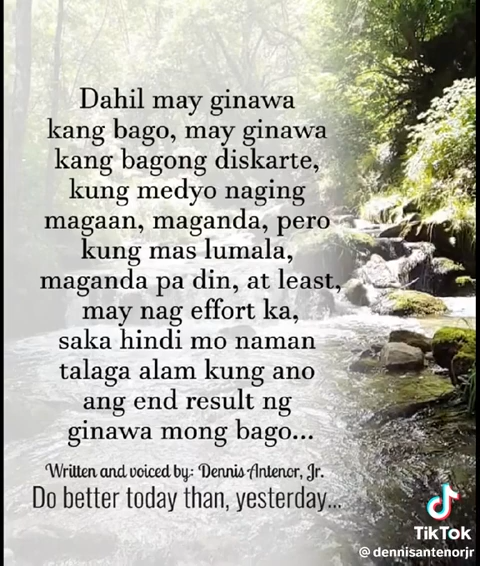 Dahil may ginawa
kang bago, may ginawa
kang bagong diskarte,
kung medyo naging
magaan, maganda, pero
kung mas lumala,
maganda pa din, at least,
may nag effort ka,
saka hindi mo naman
talaga alam kung ano
ang end result ng
ginawa mong bago...
Written and voiced by: Dennis Antenor, Jr.
Do better today than, yesterday...
TikTok
@dennisantenorjr